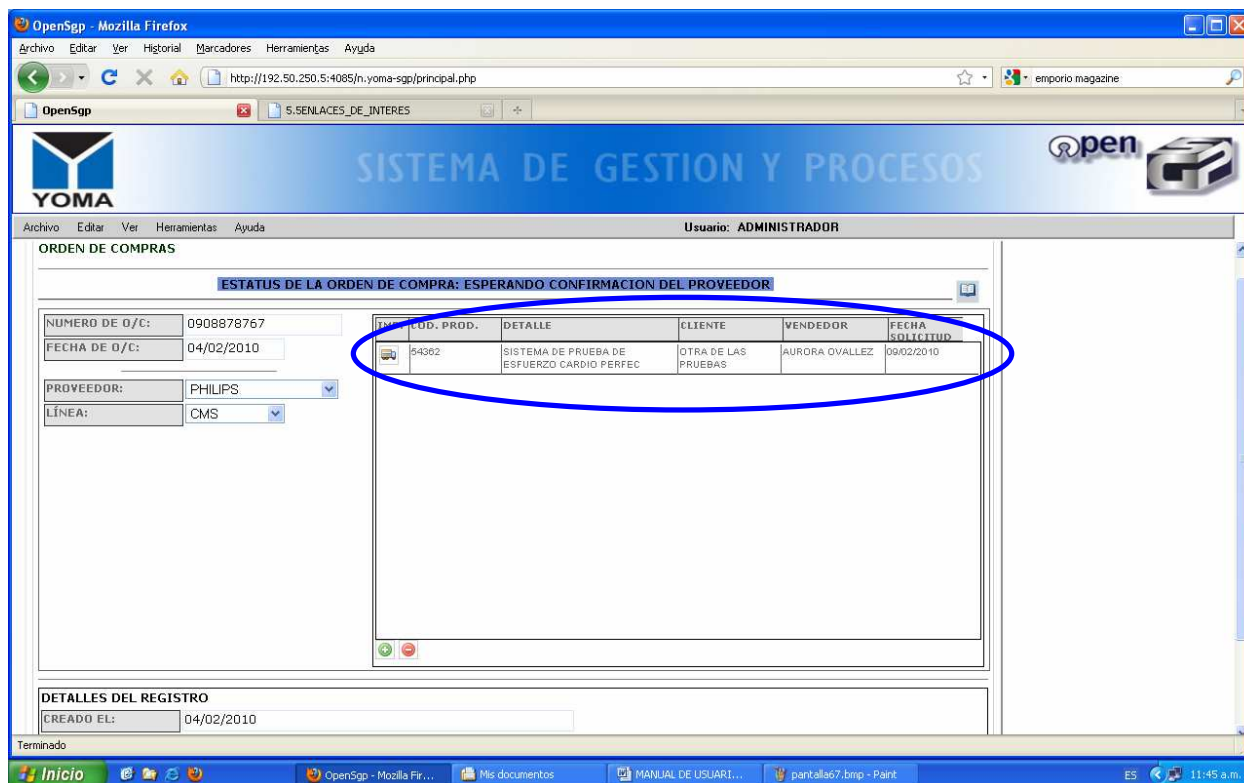 OpenSgp - Mozilla Firefox
Archivo Editar Ver Historial Marcadores Herramientas Ayuda
http://192.50.250.5:4085/n.yoma-sgp/principal.php
emporio magazine
OpenSgp
5.5ENLACES_DE_INTERES
YOMA
SISTEMA DE GESTION Y PROCESOS
open
Archivo Editar Ver Herramientas Ayuda
Usuario: ADMINISTRADOR
ORDEN DE COMPRAS
ESTATUS DE LA ORDEN DE COMPRA: ESPERANDO CONFIRMACION DEL PROVEEDOR
NUMERO DE O/C: 0908878767
FECHA DE O/C: 04/02/2010
PROVEEDOR: PHILIPS
LÍNEA: CMS
COD. PROD. DETALLE CLIENTE VENDEDOR FECHA
SOLICITUD
54362 SISTEMA DE PRUEBA DE OTRA DE LAS AURORA OVALLEZ 09/02/2010
ESFUERZO CARDIO PERFEC PRUEBAS
DETALLES DEL REGISTRO
CREADO EL: 04/02/2010
Terminado
Inicio
OpenSgp - Mozilla Fir...
Mis documentos
MANUAL DE USUARI...
pantalla67.bmp - Paint
ES
11:45 a.m.